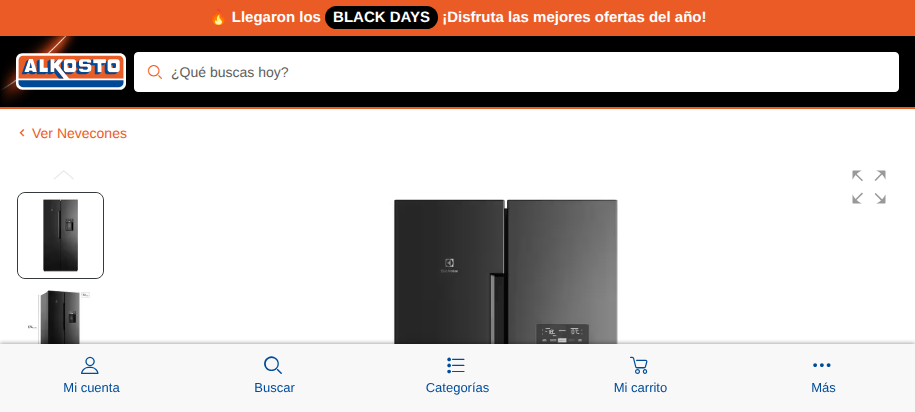 🔥 Llegaron los BLACK DAYS ¡Disfruta las mejores ofertas del año!
ALKOSTO
¿Qué buscas hoy?
Ver Nevecones
Mi cuenta
Buscar
Categorías
Mi carrito
Más